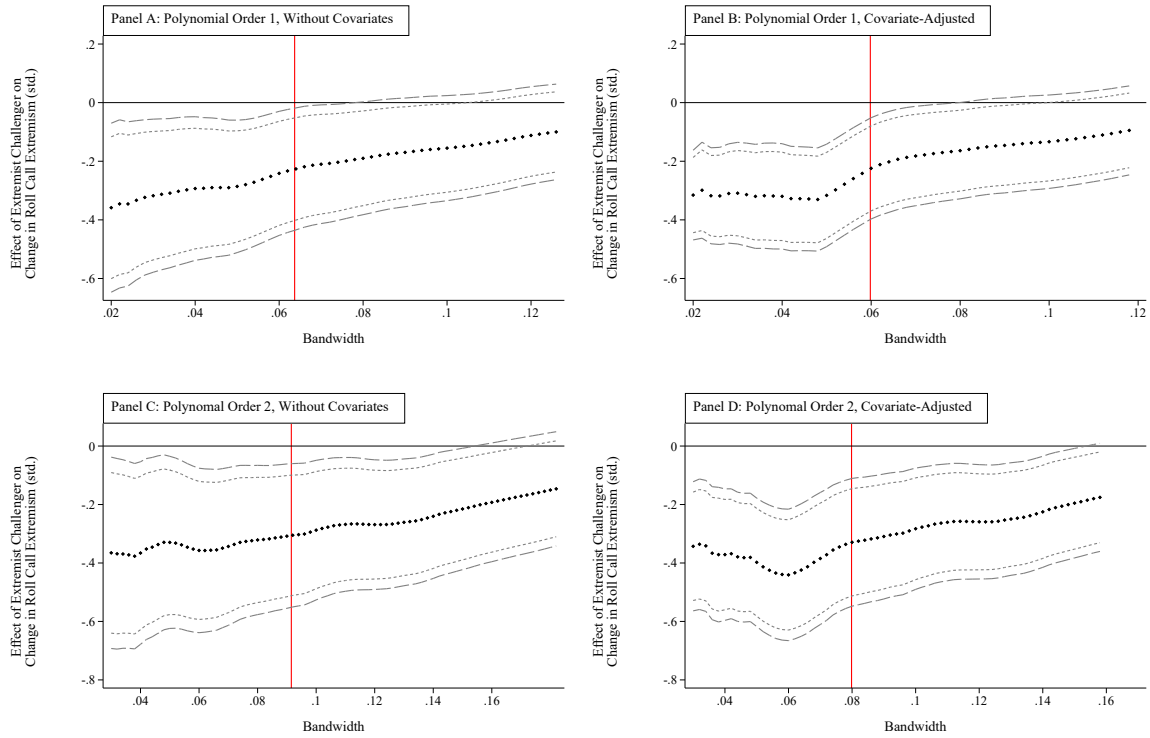 Panel A: Polynomial Order 1, Without Covariates
Effect of Extremist Challenger on
Change in Roll Call Extremism (std.)
.2
0
-.2
-.4
-.6
.02 .04 .06 .08 .1 .12
Bandwidth
Panel B: Polynomial Order 1, Covariate-Adjusted
Effect of Extremist Challenger on
Change in Roll Call Extremism (std.)
.2
0
-.2
-.4
-.6
.02 .04 .06 .08 .1 .12
Bandwidth
Panel C: Polynomal Order 2, Without Covariates
Effect of Extremist Challenger on
Change in Roll Call Extremism (std.)
0
-.2
-.4
-.6
-.8
.04 .06 .08 .1 .12 .14 .16
Bandwidth
Panel D: Polynomal Order 2, Covariate-Adjusted
Effect of Extremist Challenger on
Change in Roll Call Extremism (std.)
0
-.2
-.4
-.6
-.8
.04 .06 .08 .1 .12 .14 .16
Bandwidth